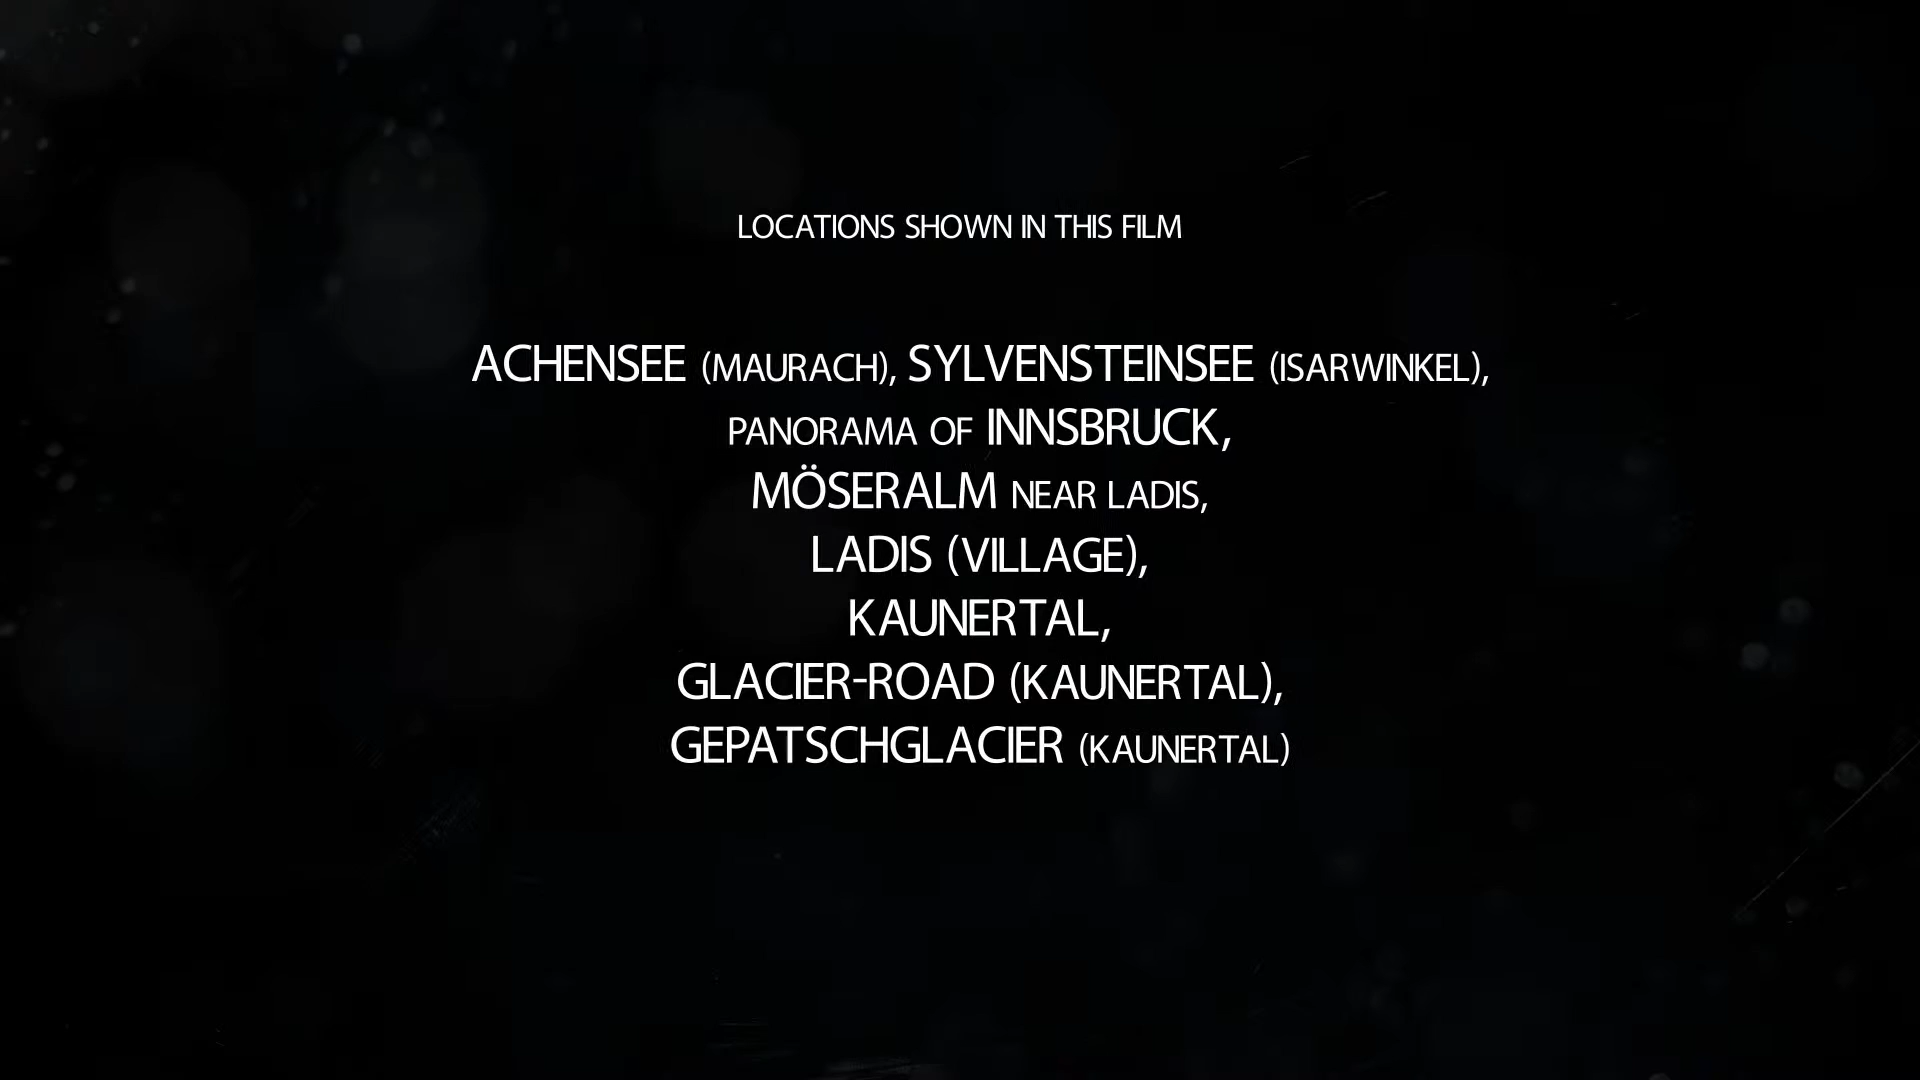 LOCATIONS SHOWN IN THIS FILM
ACHENSEE (MAURACH), SYLVENSTEINSEE (ISARWINKEL),
PANORAMA OF INNSBRUCK,
MÖSERALM NEAR LADIS,
LADIS (VILLAGE),
KAUNERTAL,
GLACIER-ROAD (KAUNERTAL),
GEPATSCHGLACIER (KAUNERTAL)